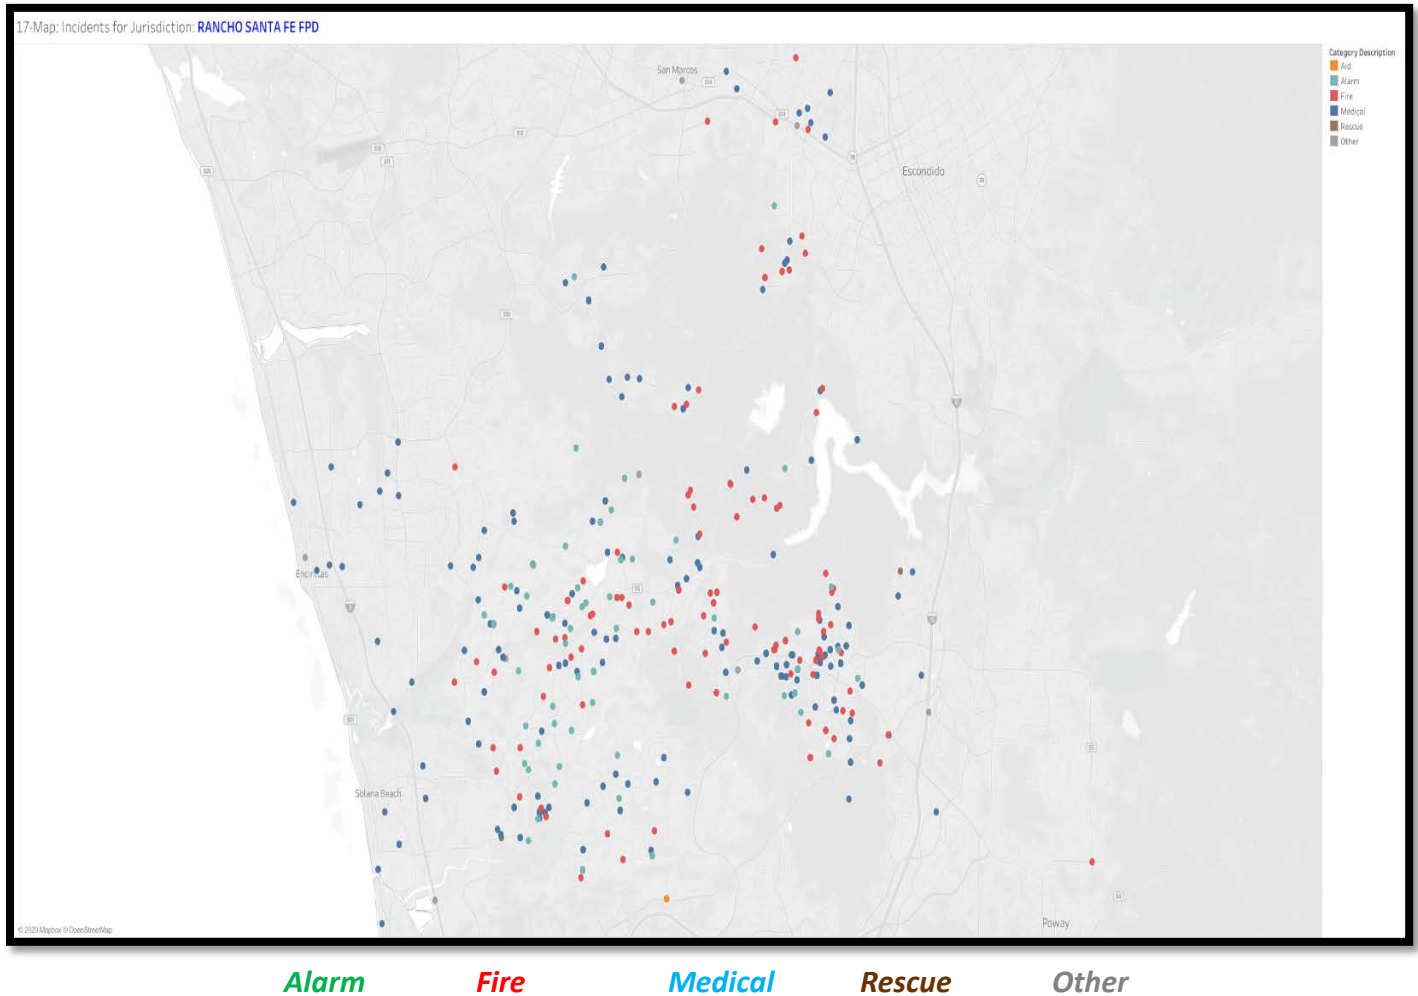 17-Map: Incidents for Jurisdiction: RANCHO SANTA FE FPD
Category Description
Aid
Alarm
Fire
Medical
Rescue
Other
San Marcos
Escondido
Encinitas
Solana Beach
Poway
© 2020 Mapbox © OpenStreetMap
Alarm Fire Medical Rescue Other